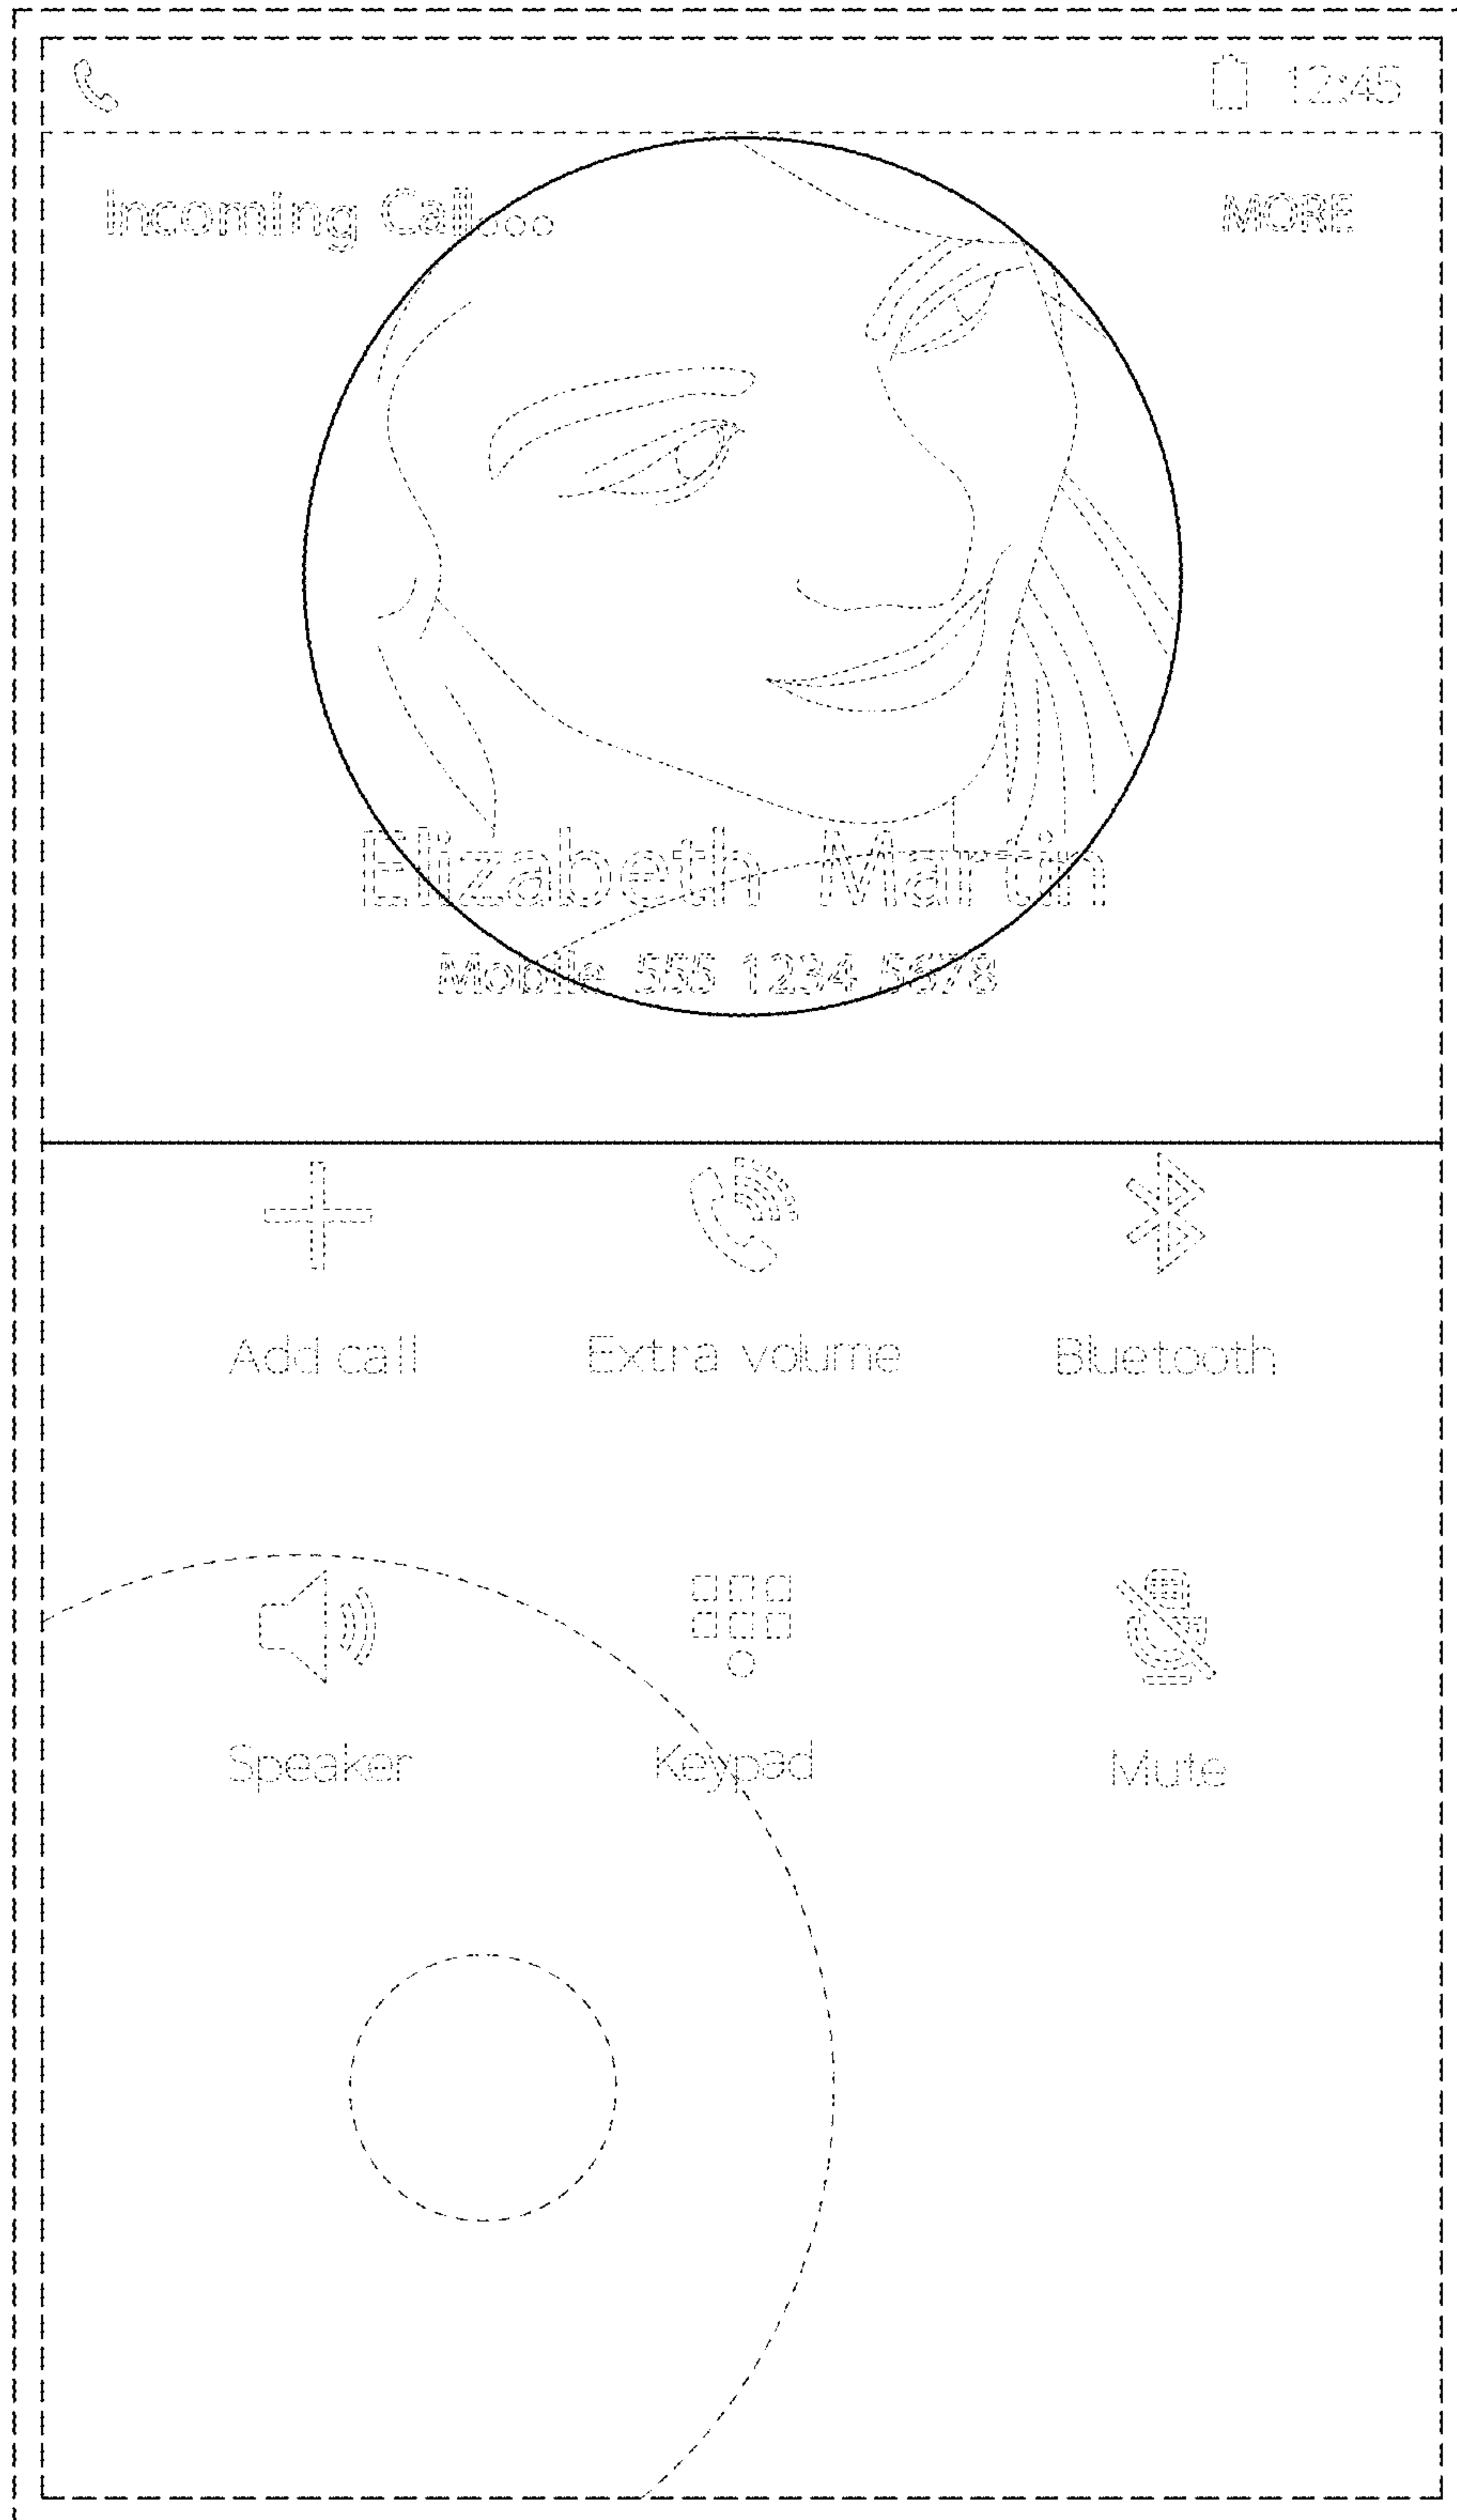 12:45
Incoming Call... MORE
Elizabeth Martin
Mobile 555 1234 5678
Add call Extra volume Bluetooth
Speaker Keypad Mute